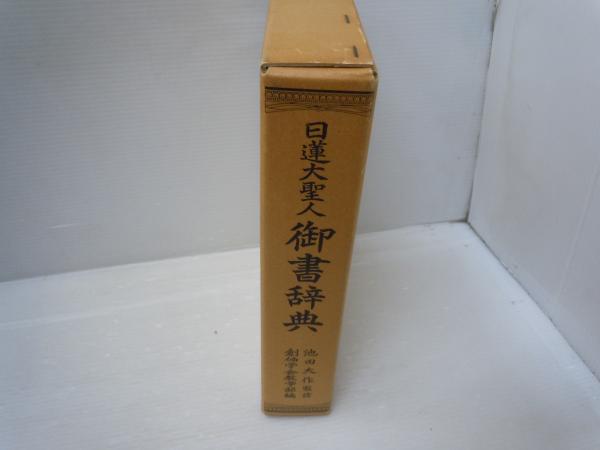 日蓮大聖人
御書辞典
池田大作監修
創価学会教学部編